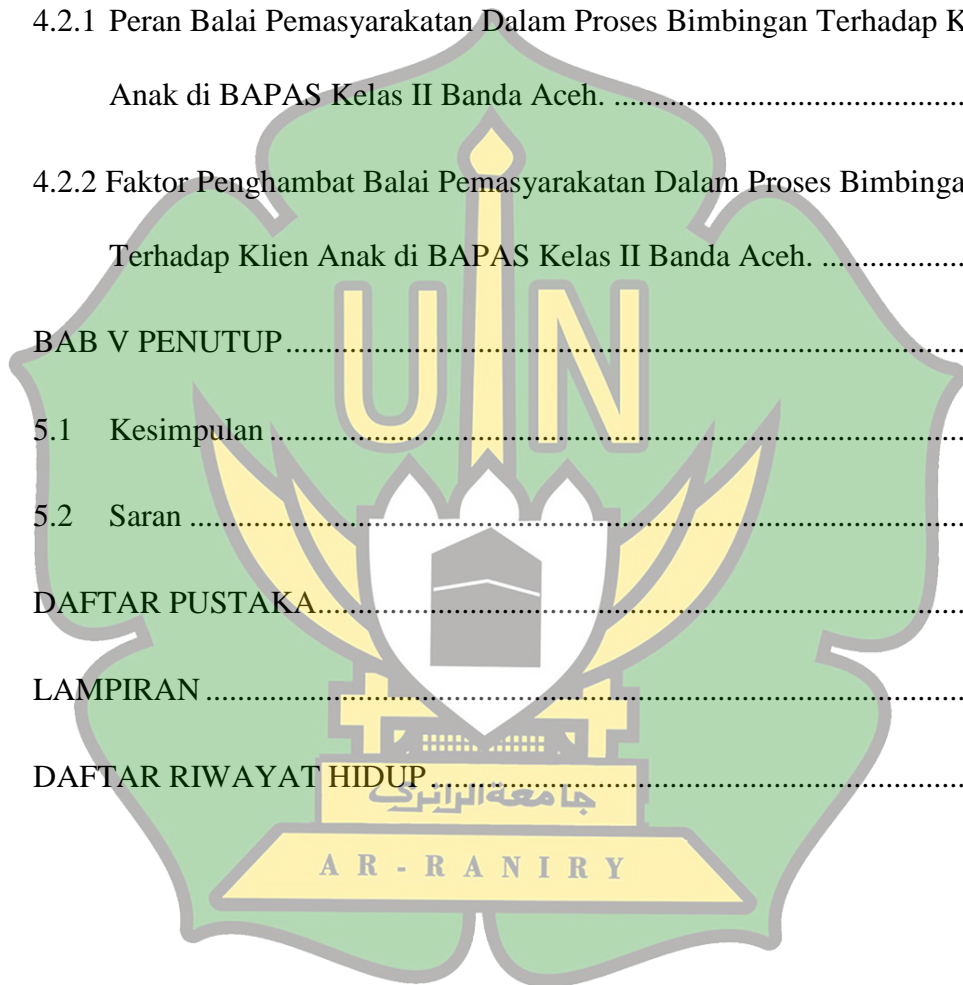 4.2.1 Peran Balai Pemasyarakatan Dalam Proses Bimbingan Terhadap K
Anak di BAPAS Kelas II Banda Aceh. ................................................
4.2.2 Faktor Penghambat Balai Pemasyarakatan Dalam Proses Bimbinga
Terhadap Klien Anak di BAPAS Kelas II Banda Aceh. ....................
UIN
BAB V PENUTUP ................................................................................
5.1 Kesimpulan ................................................................................
5.2 Saran ................................................................................
DAFTAR PUSTAKA................................................................................
LAMPIRAN ................................................................................
DAFTAR RIWAYAT HIDUP ................................................................
جامعة الرانري
AR-RANIRY